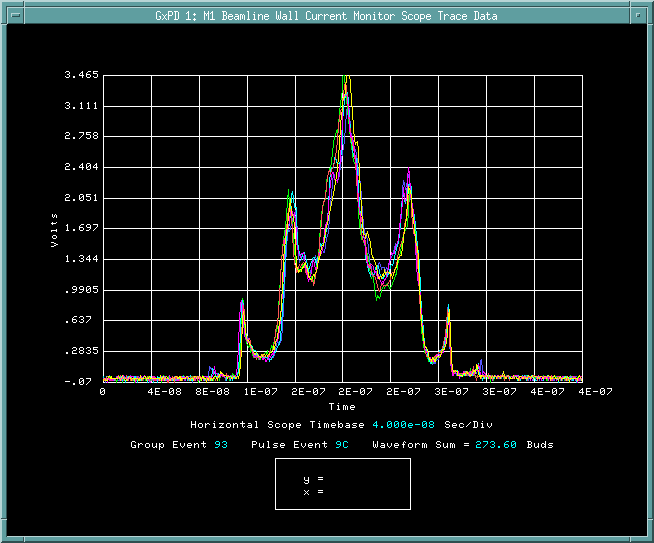 GxPD 1: M1 Beamline Wall Current Monitor Scope Trace Data
3.465
3.111
2.758
2.404
2.051
1.697
1.344
.9905
.637
.2835
-.07
Volts
0 4E-08 8E-08 1E-07 2E-07 2E-07 2E-07 3E-07 3E-07 4E-07 4E-07
Time
Horizontal Scope Timebase 4.000e-08 Sec/Div
Group Event 93 Pulse Event 9C Waveform Sum = 273.60 Buds
y =
x =